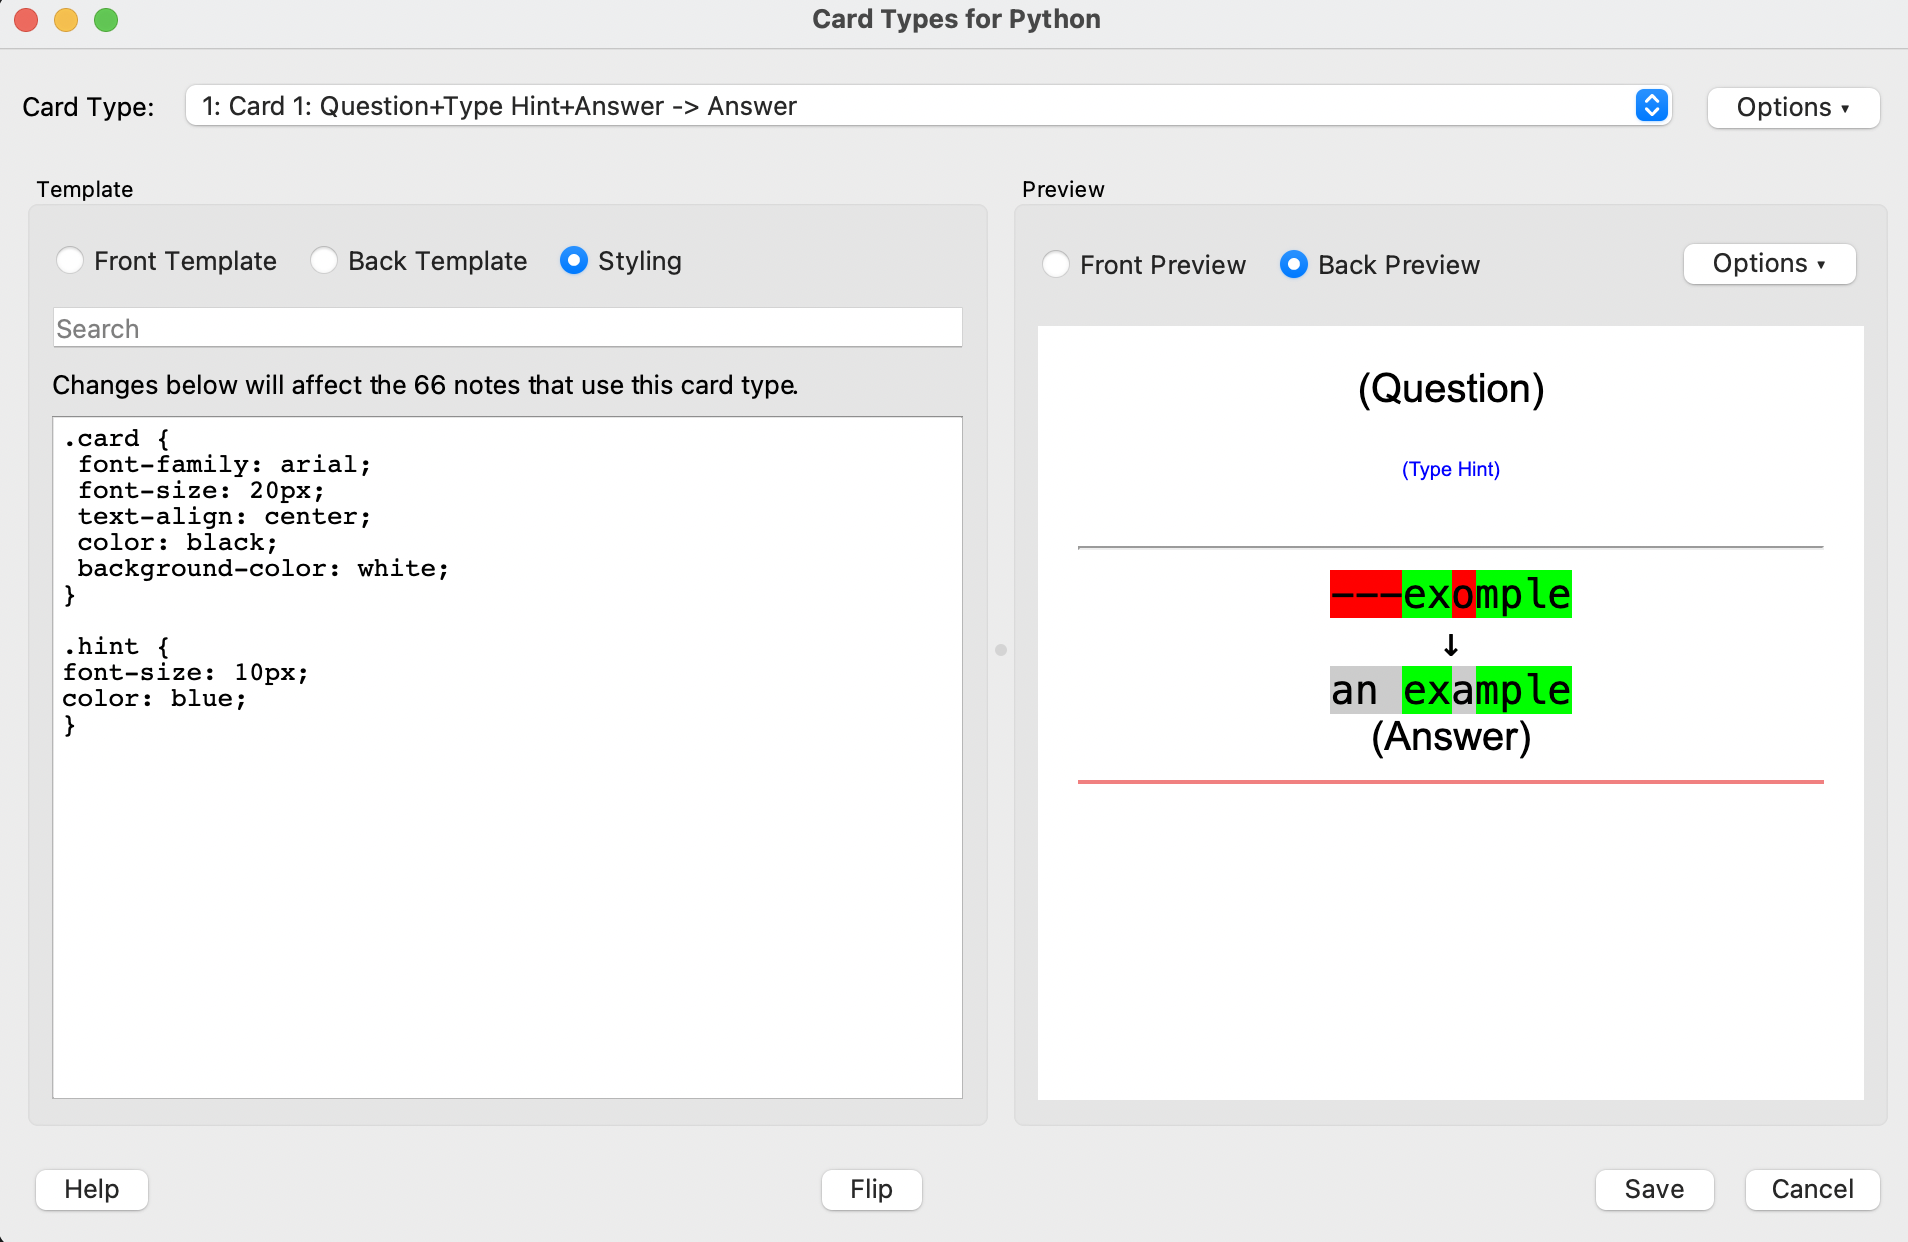 Card Types for Python
Card Type: 1: Card 1: Question+Type Hint+Answer -> Answer Options ▾
Template
Front Template Back Template Styling
Search
Changes below will affect the 66 notes that use this card type.
.card {
 font-family: arial;
 font-size: 20px;
 text-align: center;
 color: black;
 background-color: white;
}
.hint {
font-size: 10px;
color: blue;
}
Preview
Front Preview Back Preview Options ▾
(Question)
(Type Hint)
---exomple
↓
an example
(Answer)
Help Flip Save Cancel